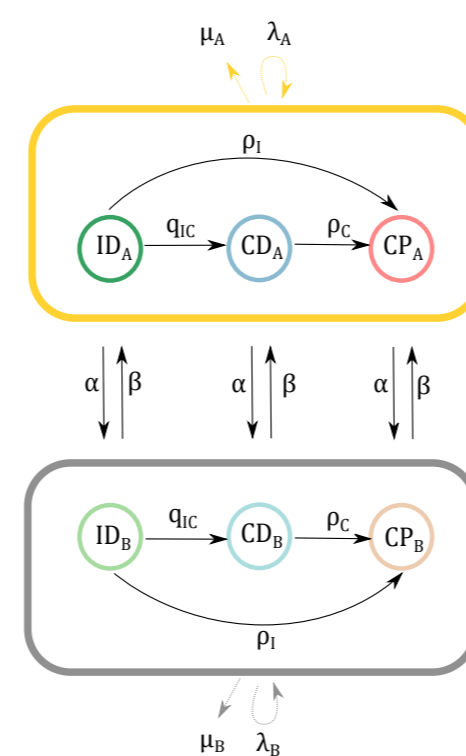 μA λA
ρI
IDA qIC CDA ρC CPA
α β α β α β
IDB qIC CDB ρC CPB
ρI
μB λB